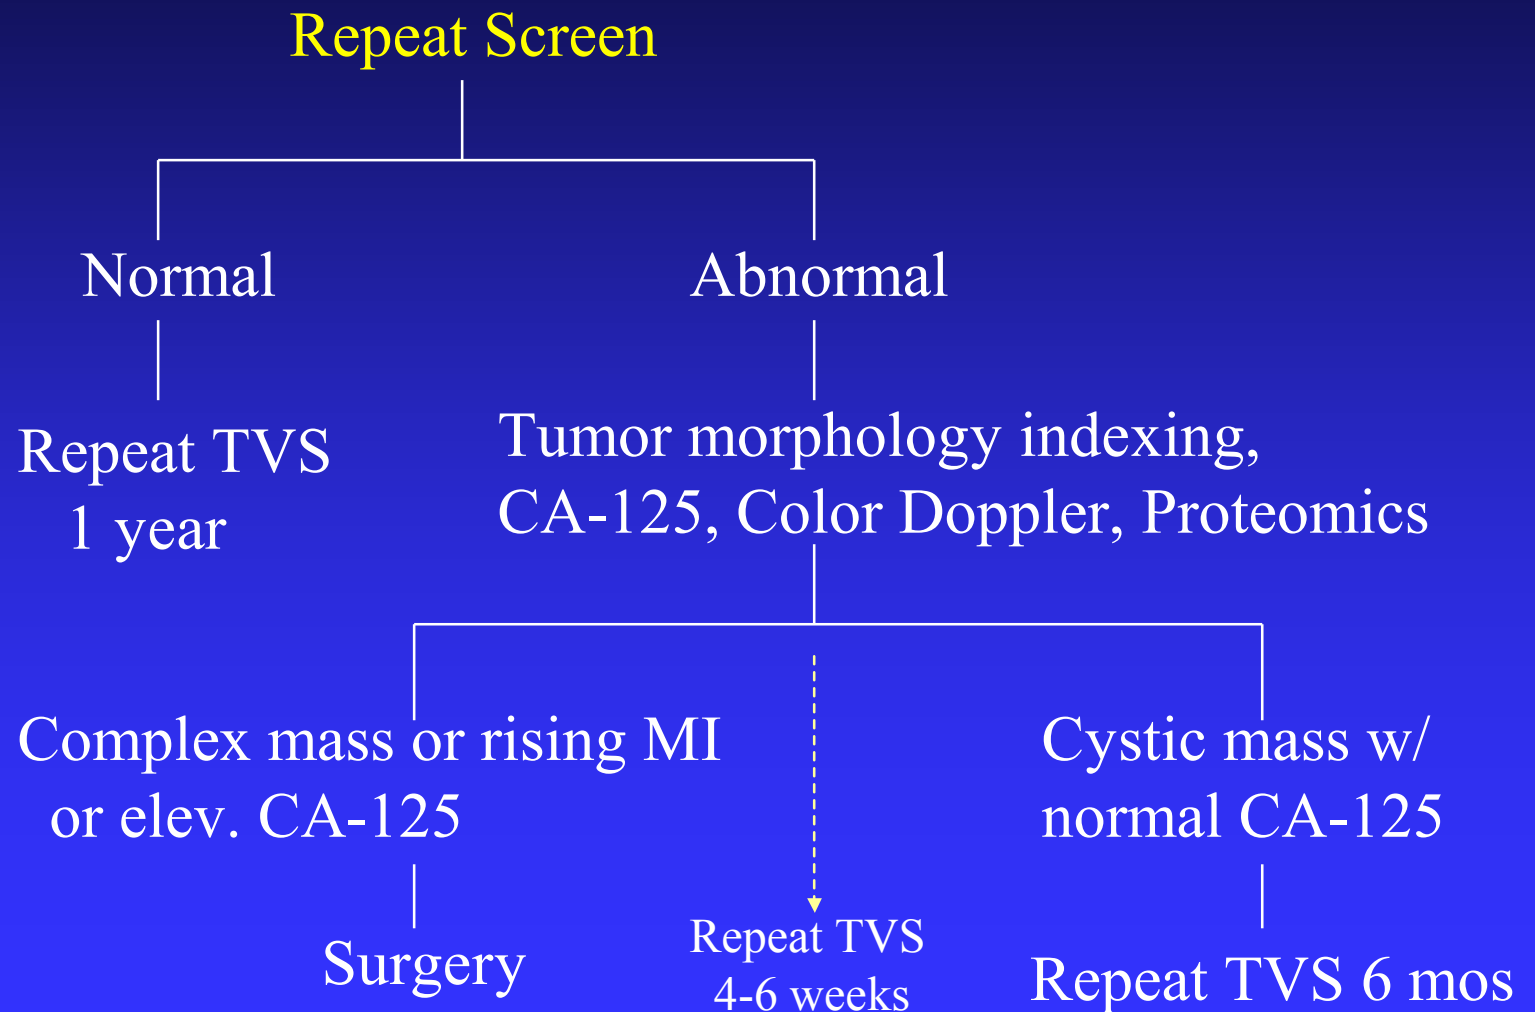 Repeat Screen
Normal
Abnormal
Repeat TVS
1 year
Tumor morphology indexing,
CA-125, Color Doppler, Proteomics
Complex mass or rising MI
or elev. CA-125
Cystic mass w/
normal CA-125
Surgery
Repeat TVS
4-6 weeks
Repeat TVS 6 mos